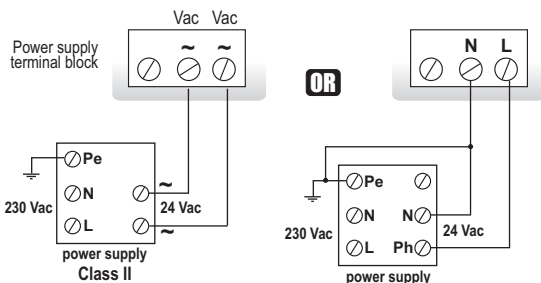 Vac Vac
Power supply
terminal block
~ ~
Pe
N
L
230 Vac
~
24 Vac
~
power supply
Class II
OR
N L
Pe
N N
L Ph
230 Vac
24 Vac
power supply